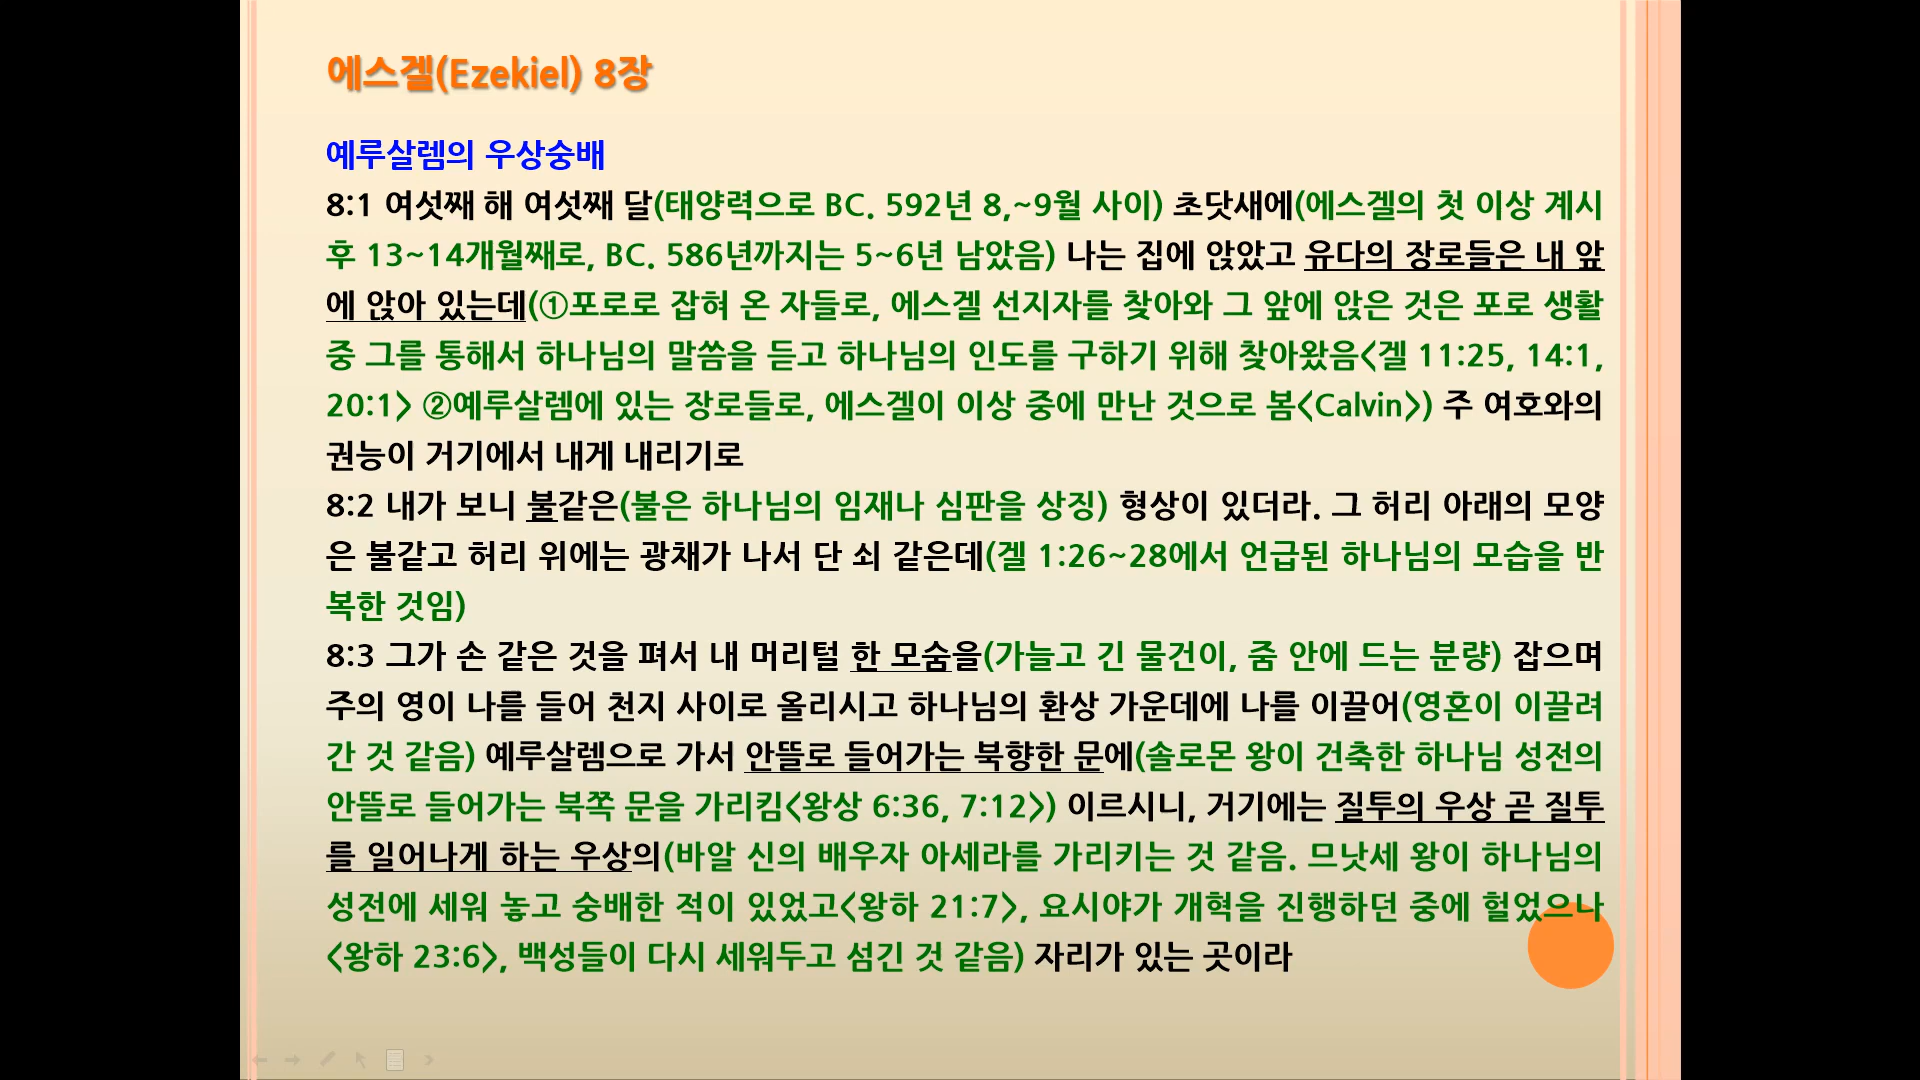 에스겔(Ezekiel) 8장
예루살렘의 우상숭배
8:1 여섯째 해 여섯째 달(태양력으로 BC. 592년 8,~9월 사이) 초닷새에(에스겔의 첫 이상 계시
후 13~14개월째로, BC. 586년까지는 5~6년 남았음) 나는 집에 앉았고 유다의 장로들은 내 앞
에 앉아 있는데(①포로로 잡혀 온 자들로, 에스겔 선지자를 찾아와 그 앞에 앉은 것은 포로 생활
중 그를 통해서 하나님의 말씀을 듣고 하나님의 인도를 구하기 위해 찾아왔음<겔 11:25, 14:1,
20:1> ②예루살렘에 있는 장로들로, 에스겔이 이상 중에 만난 것으로 봄<Calvin>) 주 여호와의
권능이 거기에서 내게 내리기로
8:2 내가 보니 불같은(불은 하나님의 임재나 심판을 상징) 형상이 있더라. 그 허리 아래의 모양
은 불같고 허리 위에는 광채가 나서 단 쇠 같은데(겔 1:26~28에서 언급된 하나님의 모습을 반
복한 것임)
8:3 그가 손 같은 것을 펴서 내 머리털 한 모숨을(가늘고 긴 물건이, 줌 안에 드는 분량) 잡으며
주의 영이 나를 들어 천지 사이로 올리시고 하나님의 환상 가운데에 나를 이끌어(영혼이 이끌려
간 것 같음) 예루살렘으로 가서 안뜰로 들어가는 북향한 문에(솔로몬 왕이 건축한 하나님 성전의
안뜰로 들어가는 북쪽 문을 가리킴<왕상 6:36, 7:12>) 이르시니, 거기에는 질투의 우상 곧 질투
를 일어나게 하는 우상의(바알 신의 배우자 아세라를 가리키는 것 같음. 므낫세 왕이 하나님의
성전에 세워 놓고 숭배한 적이 있었고<왕하 21:7>, 요시야가 개혁을 진행하던 중에 헐었으나
<왕하 23:6>, 백성들이 다시 세워두고 섬긴 것 같음) 자리가 있는 곳이라